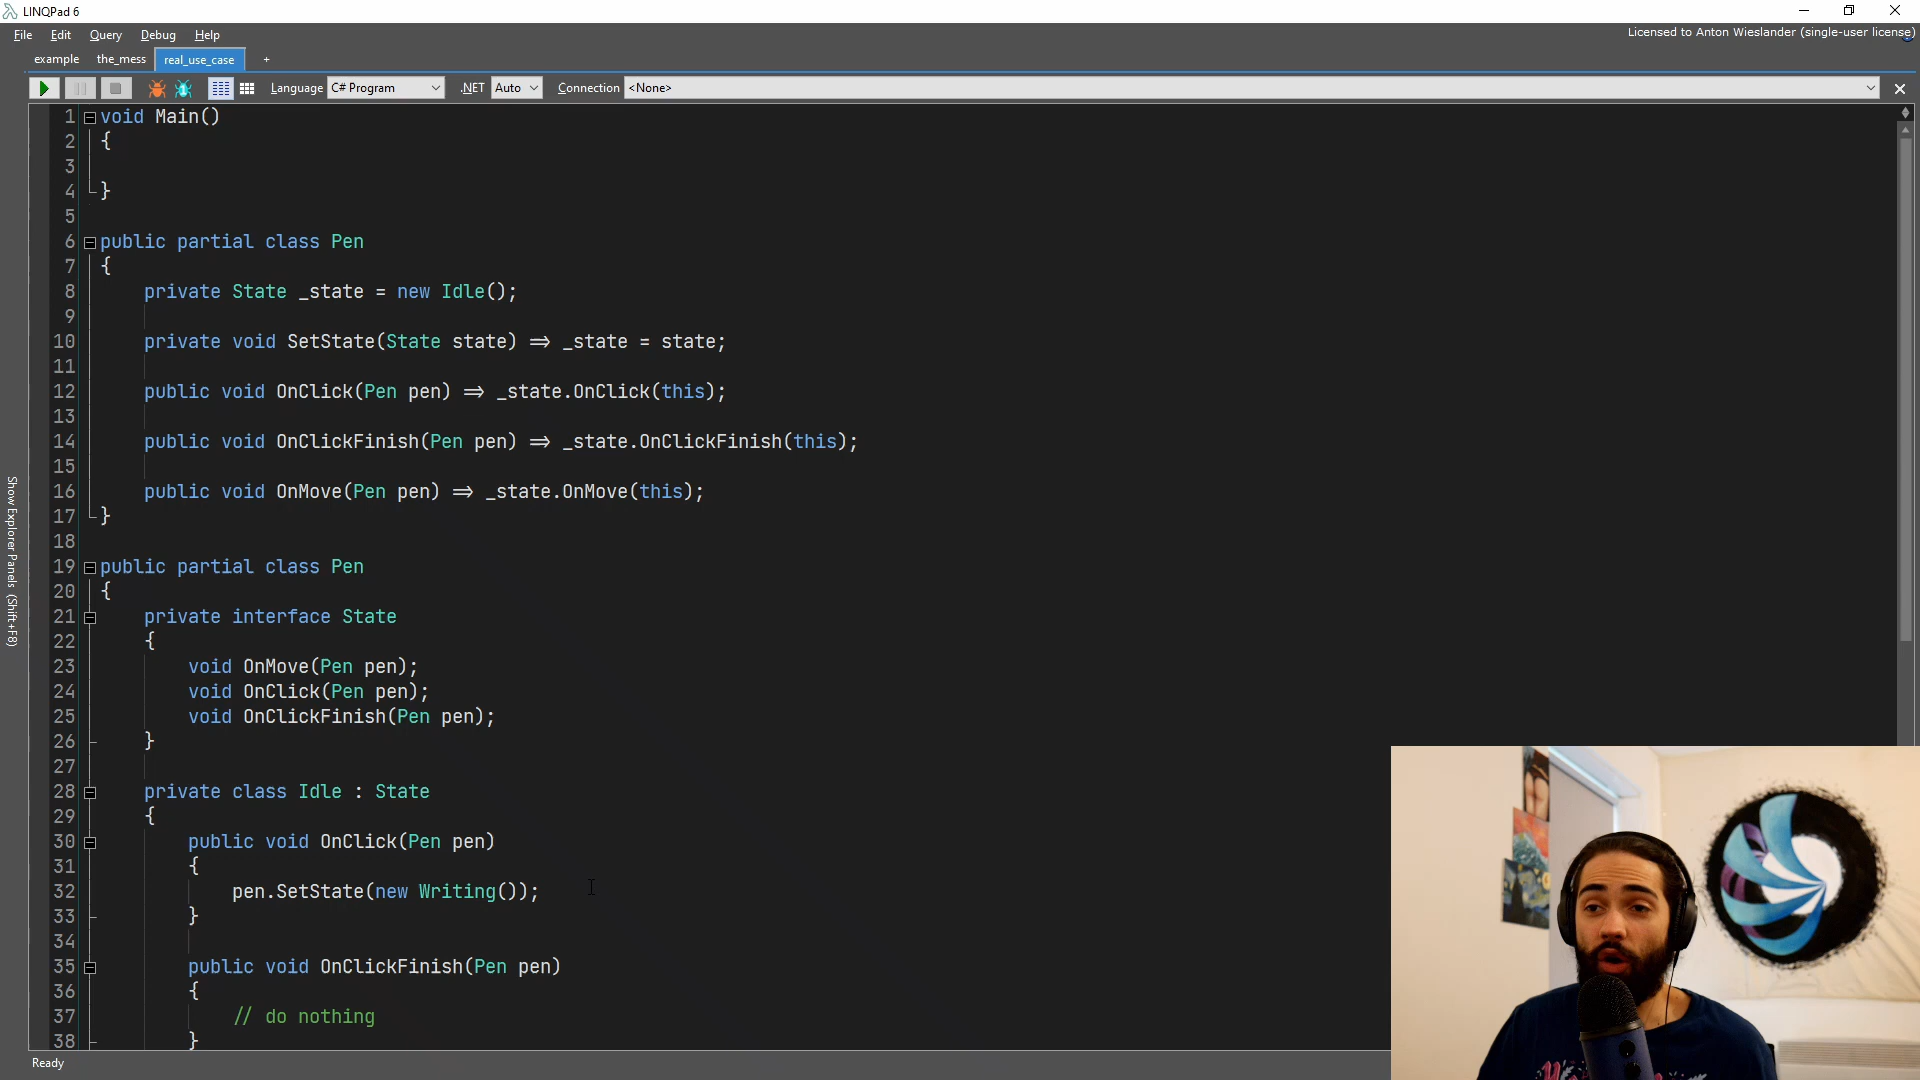 LINQPad 6
File Edit Query Debug Help
Licensed to Anton Wieslander (single-user license)
example the_mess real_use_case +
Language C# Program .NET Auto Connection <None>
Show Explorer Panels (Shift+F8)
1 void Main()
2 {
3
4 }
5
6 public partial class Pen
7 {
8 private State _state = new Idle();
9
10 private void SetState(State state) => _state = state;
11
12 public void OnClick(Pen pen) => _state.OnClick(this);
13
14 public void OnClickFinish(Pen pen) => _state.OnClickFinish(this);
15
16 public void OnMove(Pen pen) => _state.OnMove(this);
17 }
18
19 public partial class Pen
20 {
21 private interface State
22 {
23 void OnMove(Pen pen);
24 void OnClick(Pen pen);
25 void OnClickFinish(Pen pen);
26 }
27
28 private class Idle : State
29 {
30 public void OnClick(Pen pen)
31 {
32 pen.SetState(new Writing());
33 }
34
35 public void OnClickFinish(Pen pen)
36 {
37 // do nothing
38 }
Ready